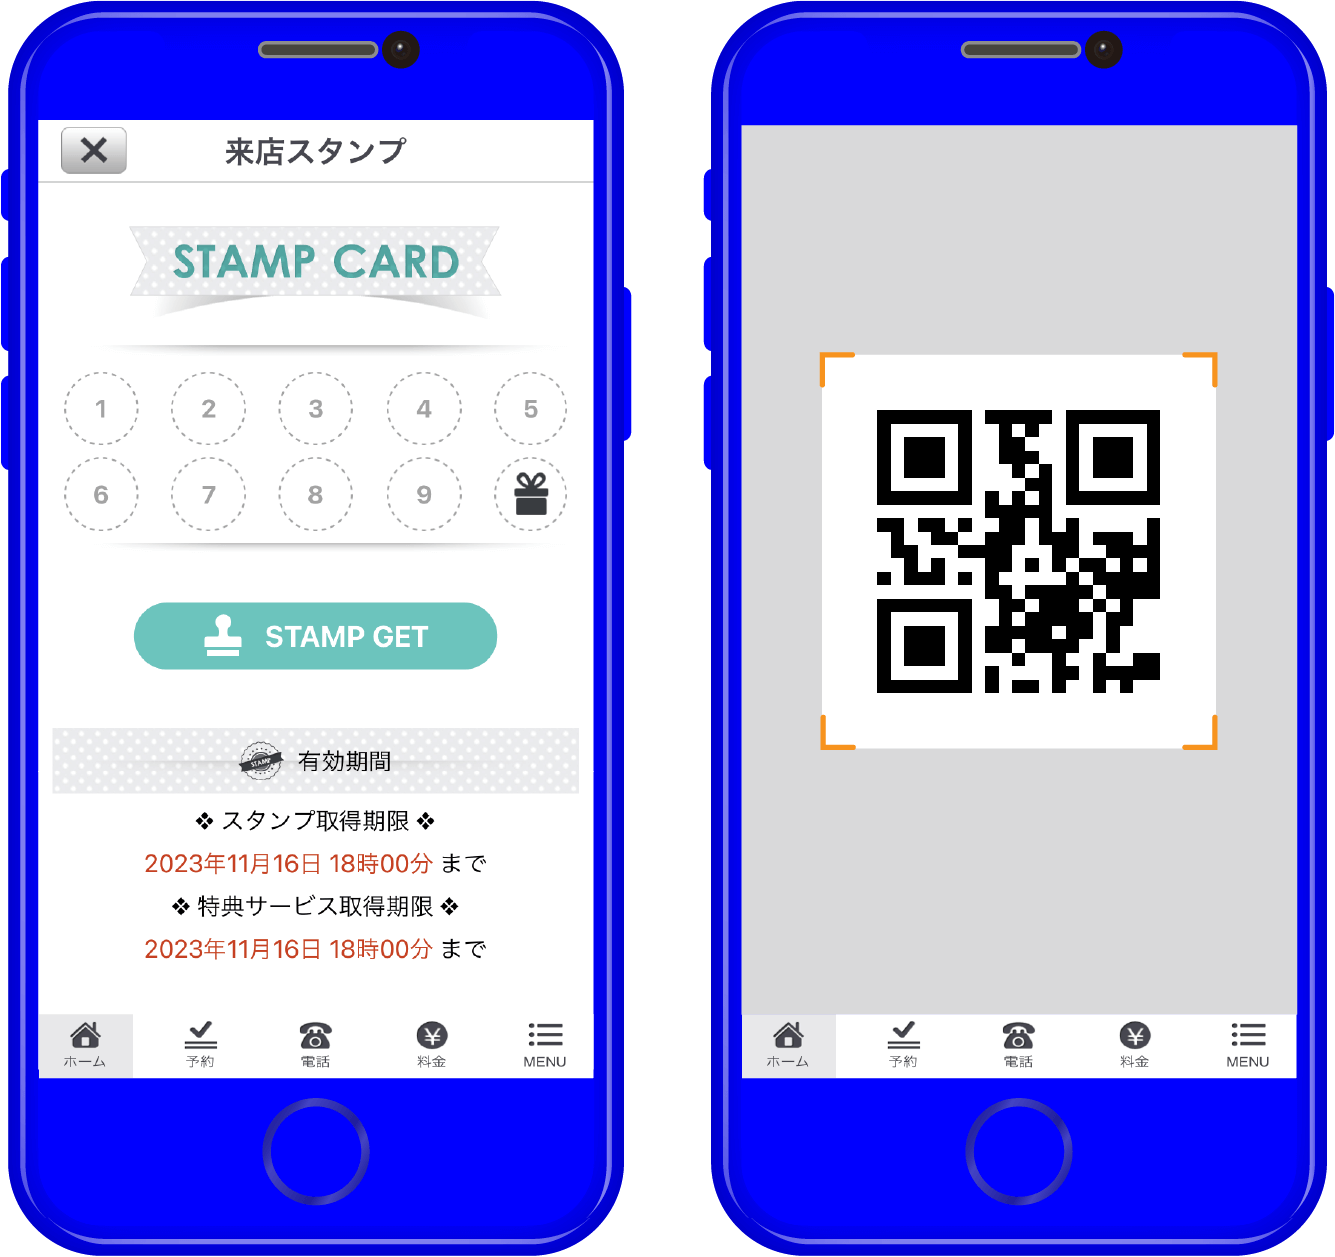 来店スタンプ
STAMP CARD
1 2 3 4 5
6 7 8 9
STAMP GET
STAMP 有効期間
❖ スタンプ取得期限 ❖
2023年11月16日 18時00分 まで
❖ 特典サービス取得期限 ❖
2023年11月16日 18時00分 まで
ホーム 予約 電話 料金 MENU
ホーム 予約 電話 料金 MENU